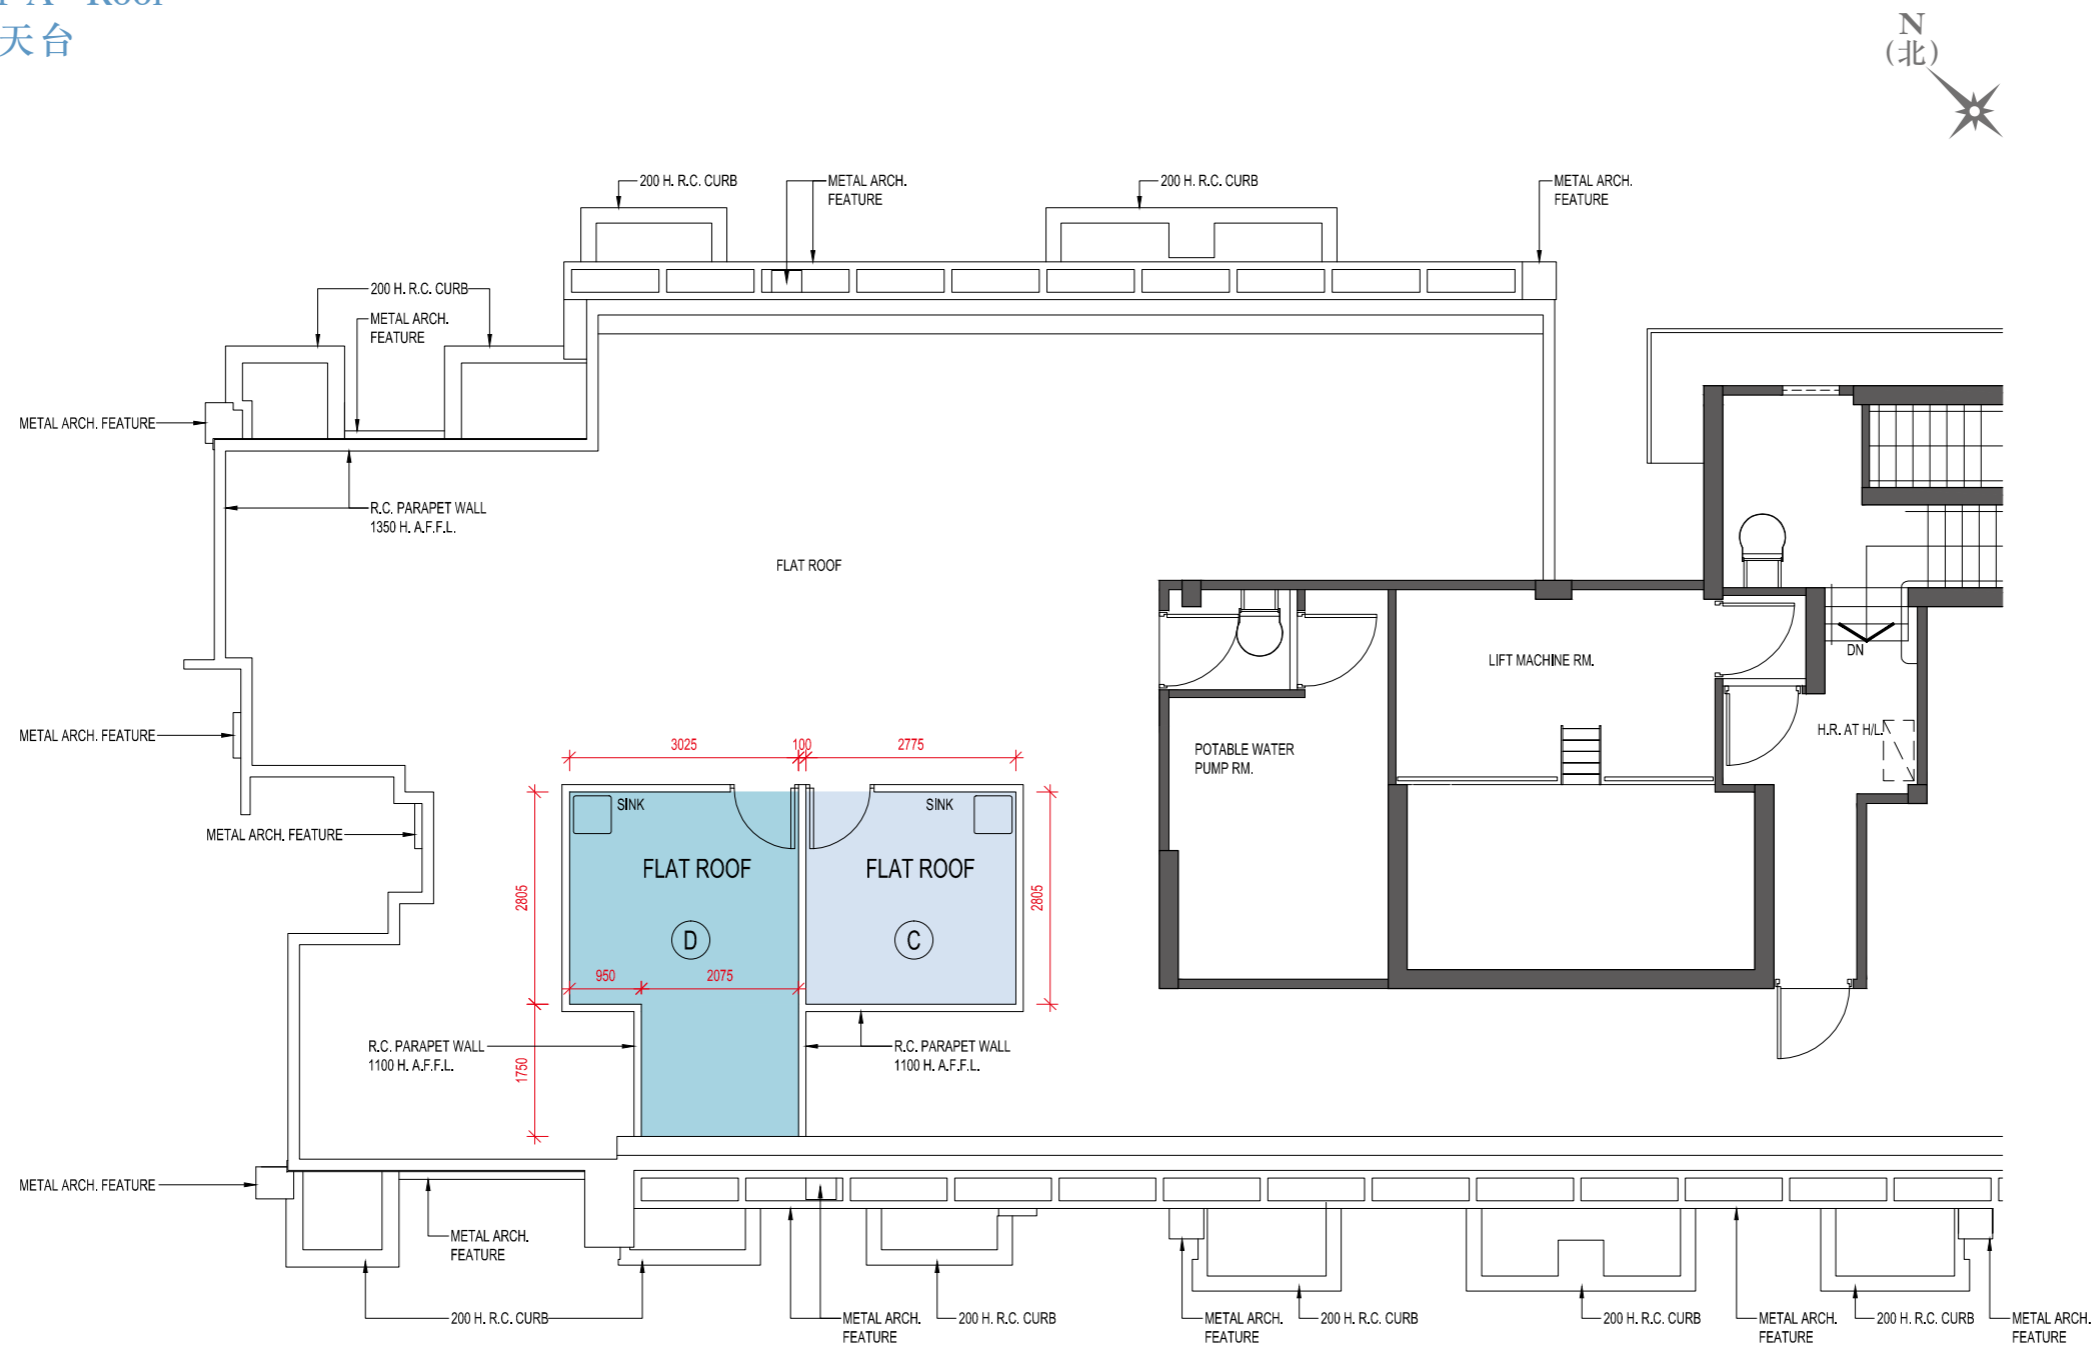 Roof
天台
N
(北)
200 H. R.C. CURB
METAL ARCH.
FEATURE
200 H. R.C. CURB
METAL ARCH.
FEATURE
200 H. R.C. CURB
METAL ARCH.
FEATURE
METAL ARCH. FEATURE
R.C. PARAPET WALL
1350 H. A.F.F.L.
FLAT ROOF
LIFT MACHINE RM.
DN
H.R. AT H/L
METAL ARCH. FEATURE
POTABLE WATER
PUMP RM.
3025
100
2775
SINK
SINK
METAL ARCH. FEATURE
FLAT ROOF
FLAT ROOF
2805
2805
D
C
950
2075
R.C. PARAPET WALL
1100 H. A.F.F.L.
R.C. PARAPET WALL
1100 H. A.F.F.L.
1750
METAL ARCH. FEATURE
METAL ARCH.
FEATURE
200 H. R.C. CURB
METAL ARCH.
FEATURE
200 H. R.C. CURB
METAL ARCH.
FEATURE
200 H. R.C. CURB
200 H. R.C. CURB
METAL ARCH.
FEATURE
200 H. R.C. CURB
METAL ARCH.
FEATURE